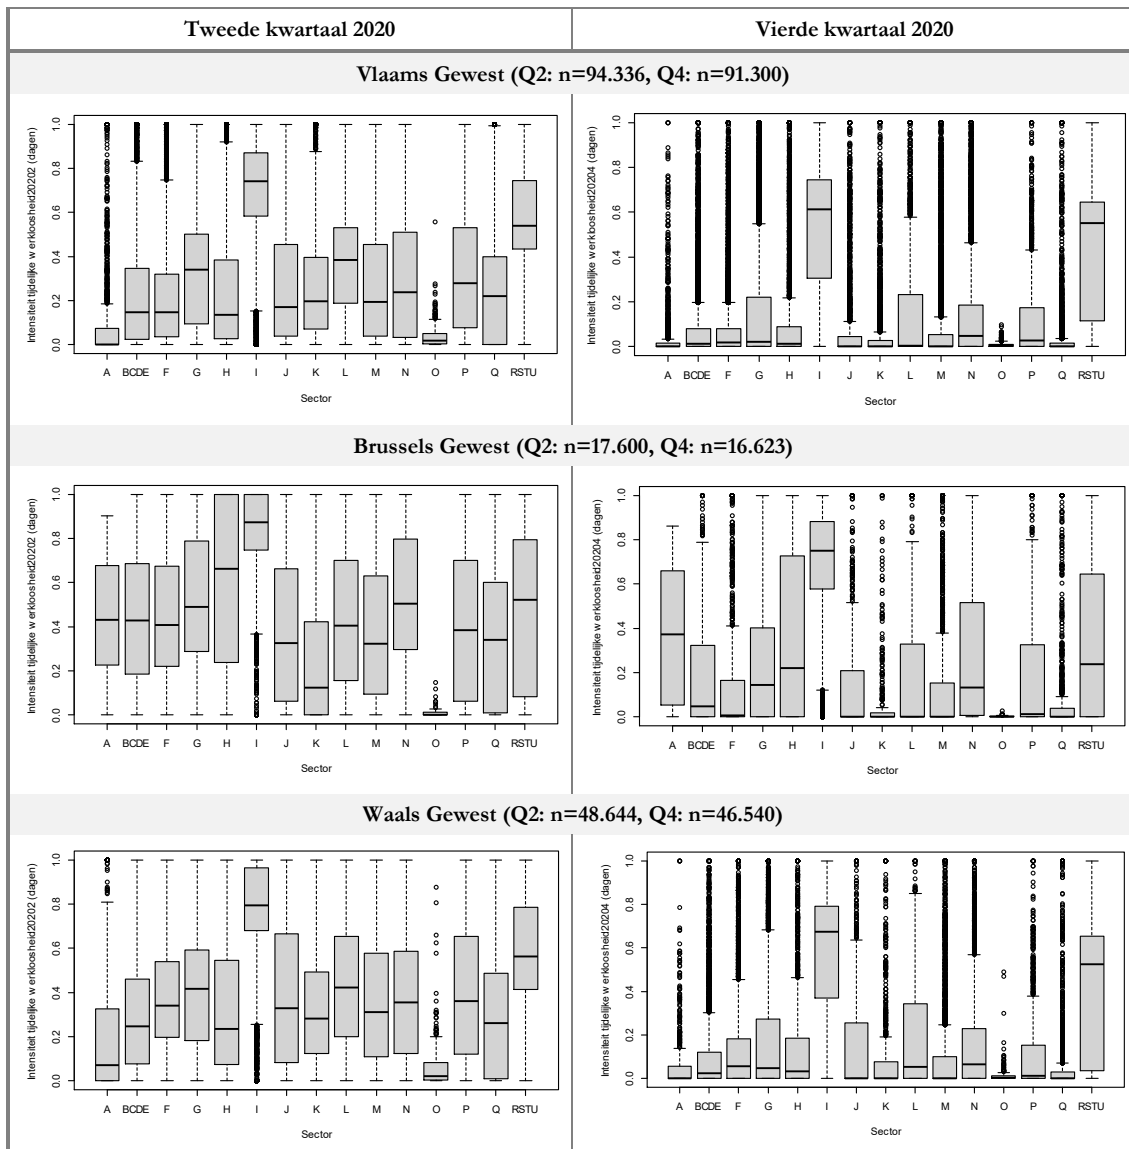 Tweede kwartaal 2020
Vierde kwartaal 2020
Vlaams Gewest (Q2: n=94.336, Q4: n=91.300)
Intensiteit tijdelijke w erkloosheid20202 (dagen)
0.0 0.2 0.4 0.6 0.8 1.0
A BCDE F G H I J K L M N O P Q RSTU
Sector
Intensiteit tijdelijke w erkloosheid20204 (dagen)
0.0 0.2 0.4 0.6 0.8 1.0
A BCDE F G H I J K L M N O P Q RSTU
Sector
Brussels Gewest (Q2: n=17.600, Q4: n=16.623)
Intensiteit tijdelijke w erkloosheid20202 (dagen)
0.0 0.2 0.4 0.6 0.8 1.0
A BCDE F G H I J K L M N O P Q RSTU
Sector
Intensiteit tijdelijke w erkloosheid20204 (dagen)
0.0 0.2 0.4 0.6 0.8 1.0
A BCDE F G H I J K L M N O P Q RSTU
Sector
Waals Gewest (Q2: n=48.644, Q4: n=46.540)
Intensiteit tijdelijke w erkloosheid20202 (dagen)
0.0 0.2 0.4 0.6 0.8 1.0
A BCDE F G H I J K L M N O P Q RSTU
Sector
Intensiteit tijdelijke w erkloosheid20204 (dagen)
0.0 0.2 0.4 0.6 0.8 1.0
A BCDE F G H I J K L M N O P Q RSTU
Sector